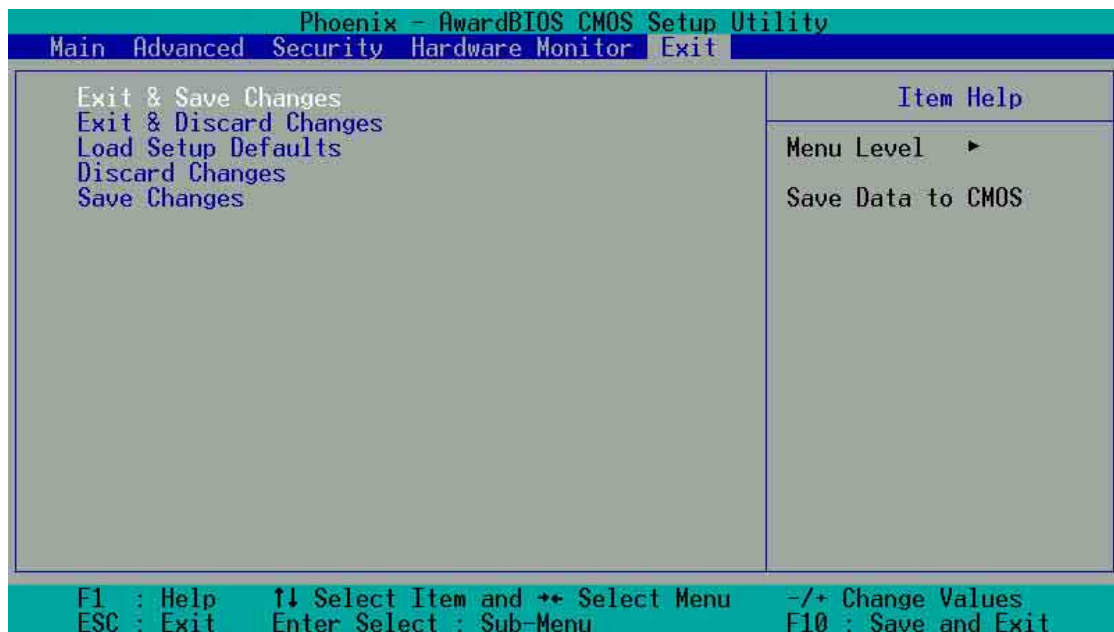 Phoenix - AwardBIOS CMOS Setup Utility
Main Advanced Security Hardware Monitor Exit
Exit & Save Changes
Exit & Discard Changes
Load Setup Defaults
Discard Changes
Save Changes
Item Help
Menu Level ►
Save Data to CMOS
F1 : Help ↑↓ Select Item and →← Select Menu -/+ Change Values
ESC : Exit Enter Select : Sub-Menu F10 : Save and Exit